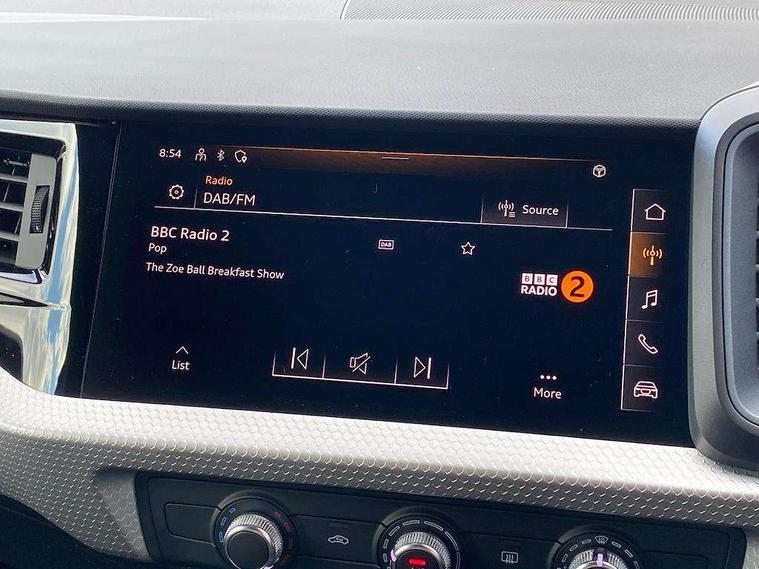 8:54
Radio
DAB/FM
Source
BBC Radio 2
DAB
Pop
The Zoe Ball Breakfast Show
BBC
RADIO 2
List
More